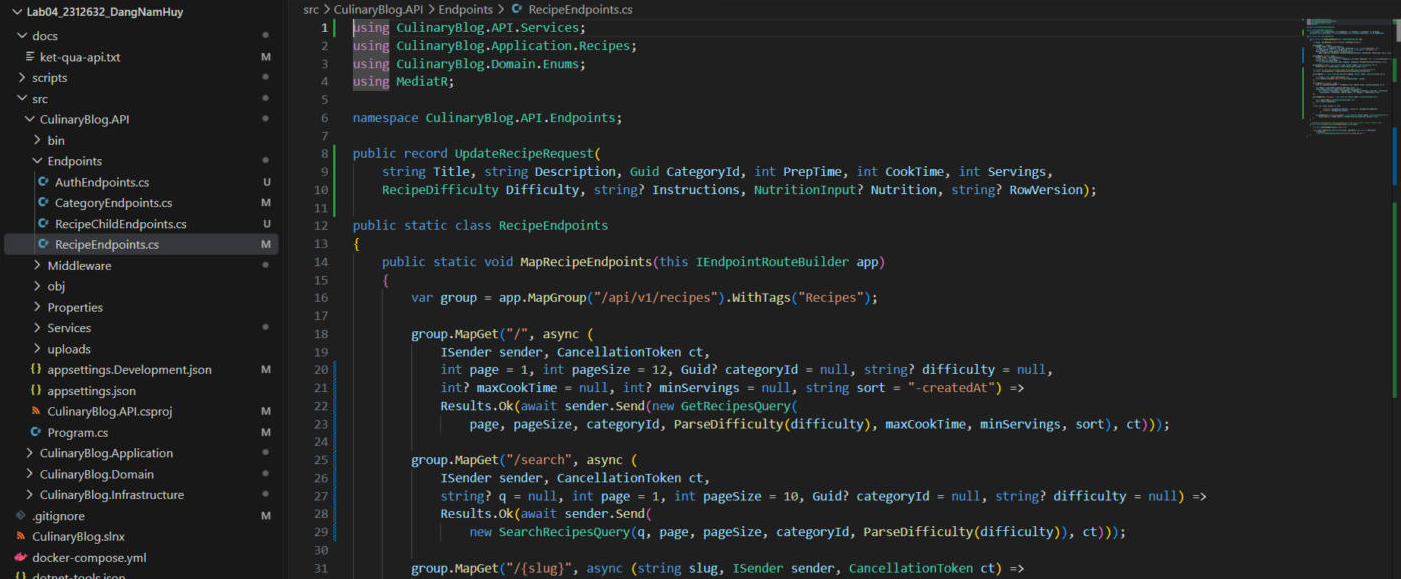 Lab04_2312632_DangNamHuy
docs
ket-qua-api.txt M
scripts
src
CulinaryBlog.API
bin
Endpoints
AuthEndpoints.cs U
CategoryEndpoints.cs M
RecipeChildEndpoints.cs U
RecipeEndpoints.cs M
Middleware
obj
Properties
Services
uploads
{} appsettings.Development.json M
{} appsettings.json
CulinaryBlog.API.csproj M
Program.cs M
CulinaryBlog.Application
CulinaryBlog.Domain
CulinaryBlog.Infrastructure
.gitignore M
CulinaryBlog.slnx
docker-compose.yml
{} dotnet-tools.json
src > CulinaryBlog.API > Endpoints > RecipeEndpoints.cs
1 using CulinaryBlog.API.Services;
2 using CulinaryBlog.Application.Recipes;
3 using CulinaryBlog.Domain.Enums;
4 using MediatR;
5
6 namespace CulinaryBlog.API.Endpoints;
7
8 public record UpdateRecipeRequest(
9 string Title, string Description, Guid CategoryId, int PrepTime, int CookTime, int Servings,
10 RecipeDifficulty Difficulty, string? Instructions, NutritionInput? Nutrition, string? RowVersion);
11
12 public static class RecipeEndpoints
13 {
14 public static void MapRecipeEndpoints(this IEndpointRouteBuilder app)
15 {
16 var group = app.MapGroup("/api/v1/recipes").WithTags("Recipes");
17
18 group.MapGet("/", async (
19 ISender sender, CancellationToken ct,
20 int page = 1, int pageSize = 12, Guid? categoryId = null, string? difficulty = null,
21 int? maxCookTime = null, int? minServings = null, string sort = "-createdAt") =>
22 Results.Ok(await sender.Send(new GetRecipesQuery(
23 page, pageSize, categoryId, ParseDifficulty(difficulty), maxCookTime, minServings, sort), ct)));
24
25 group.MapGet("/search", async (
26 ISender sender, CancellationToken ct,
27 string? q = null, int page = 1, int pageSize = 10, Guid? categoryId = null, string? difficulty = null) =>
28 Results.Ok(await sender.Send(
29 new SearchRecipesQuery(q, page, pageSize, categoryId, ParseDifficulty(difficulty)), ct)));
30
31 group.MapGet("/{slug}", async (string slug, ISender sender, CancellationToken ct) =>